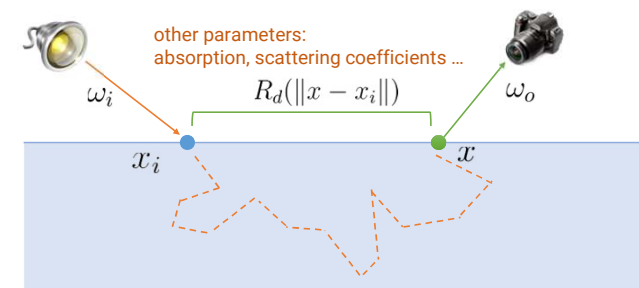 other parameters:
absorption, scattering coefficients …
ω_i
R_d(‖x − x_i‖)
ω_o
x_i
x